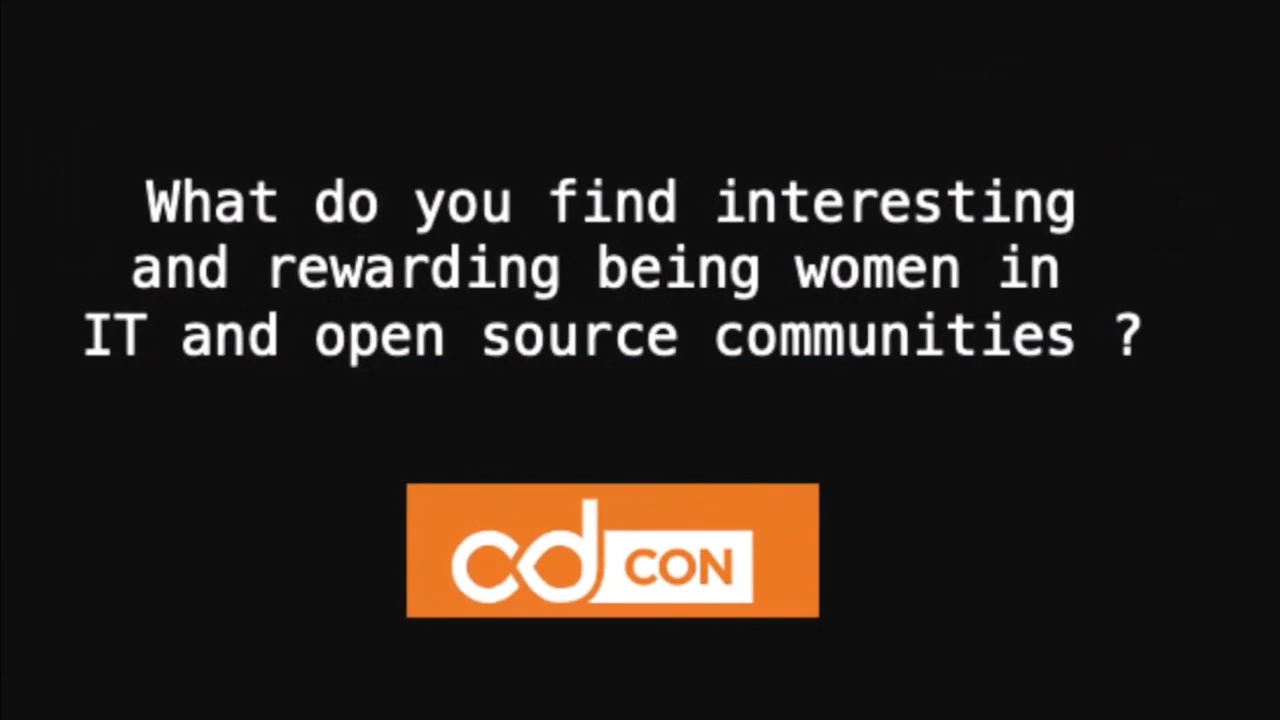 What do you find interesting
and rewarding being women in
IT and open source communities ?
cd CON